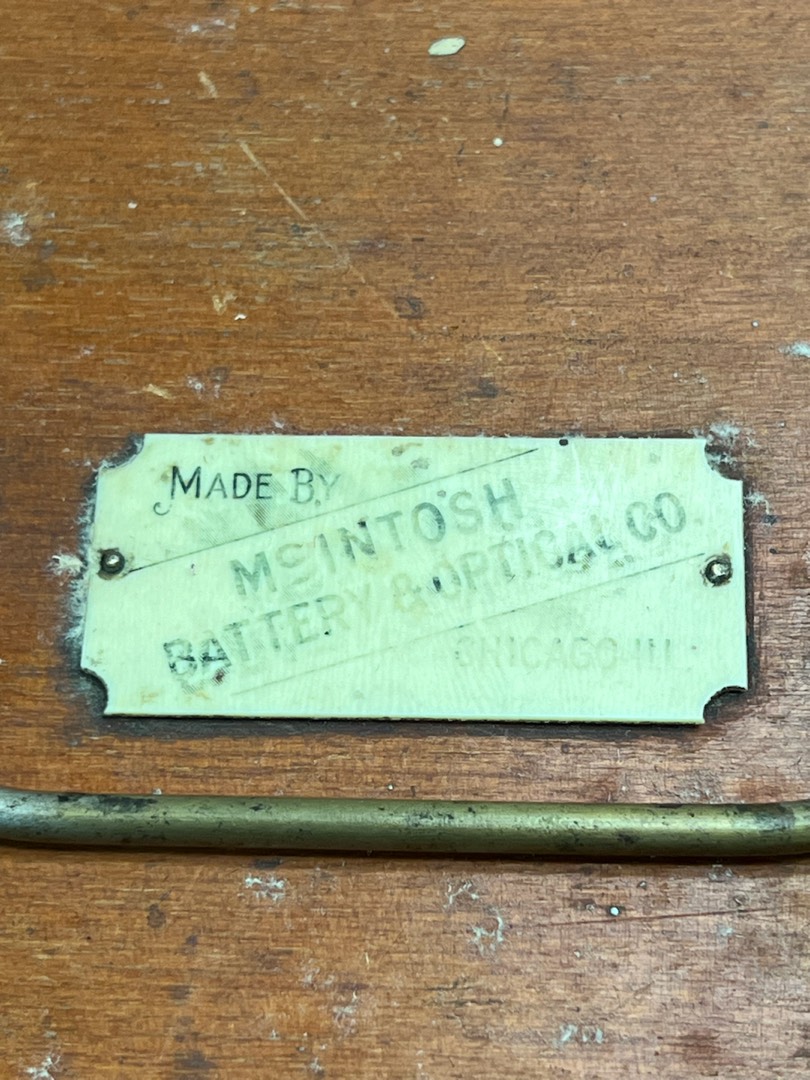 MADE BY
MCINTOSH
BATTERY & OPTICAL CO.
CHICAGO ILL.